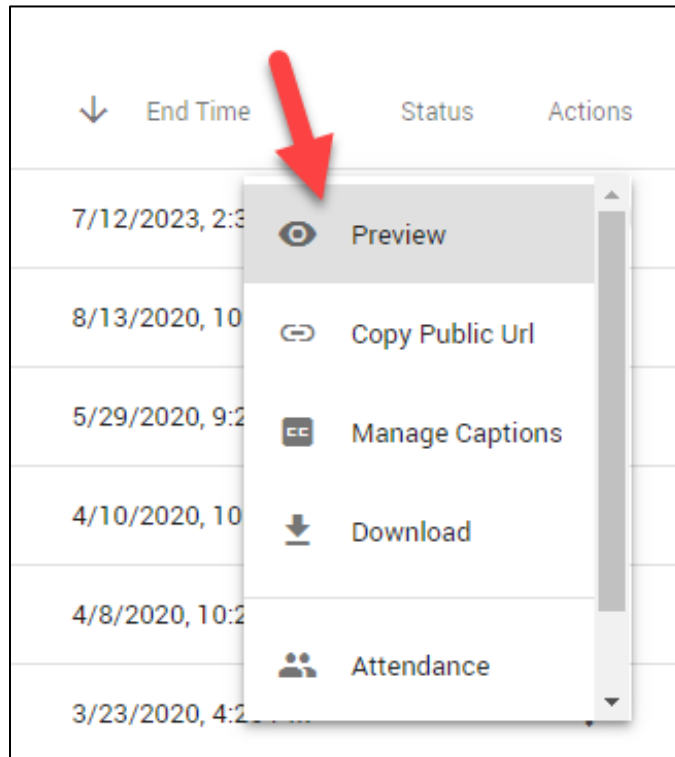 End Time Status Actions
7/12/2023, 2:3
Preview
8/13/2020, 10
Copy Public Url
5/29/2020, 9:2
CC Manage Captions
4/10/2020, 10
Download
4/8/2020, 10:2
Attendance
3/23/2020, 4:2